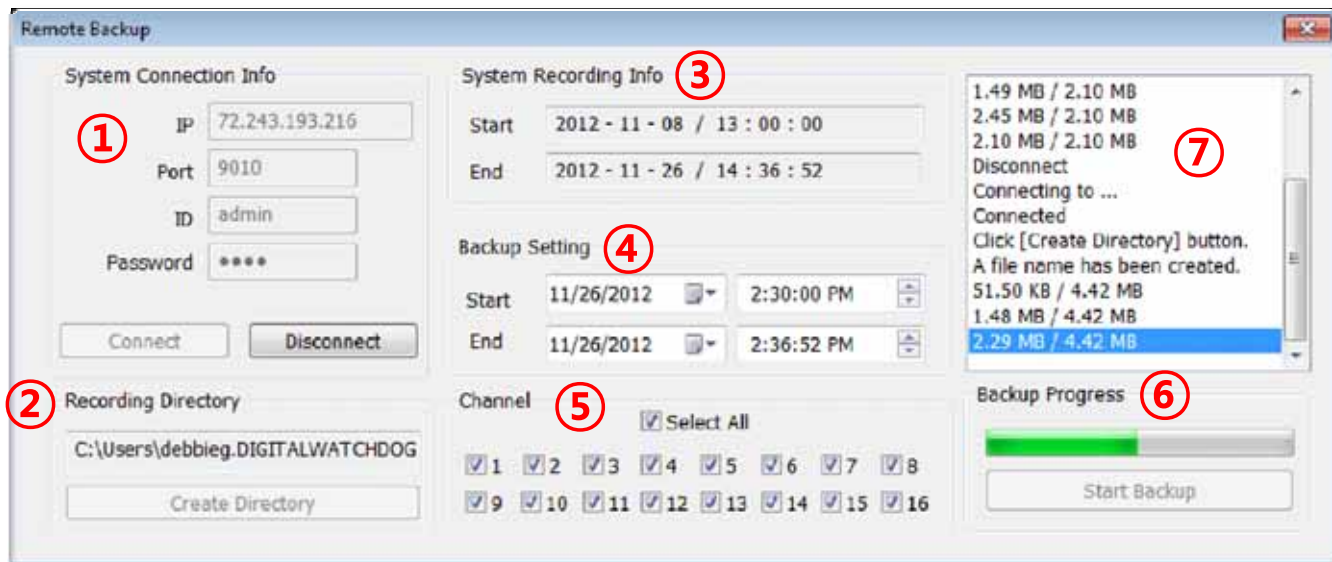 Remote Backup
System Connection Info
①
IP 72.243.193.216
Port 9010
ID admin
Password ••••
Connect Disconnect
② Recording Directory
C:\Users\debbieg.DIGITALWATCHDOG
Create Directory
System Recording Info ③
Start 2012 - 11 - 08 / 13 : 00 : 00
End 2012 - 11 - 26 / 14 : 36 : 52
Backup Setting ④
Start 11/26/2012 2:30:00 PM
End 11/26/2012 2:36:52 PM
Channel ⑤
Select All
1 2 3 4 5 6 7 8
9 10 11 12 13 14 15 16
1.49 MB / 2.10 MB
2.45 MB / 2.10 MB
2.10 MB / 2.10 MB
⑦
Disconnect
Connecting to ...
Connected
Click [Create Directory] button.
A file name has been created.
51.50 KB / 4.42 MB
1.48 MB / 4.42 MB
2.29 MB / 4.42 MB
Backup Progress ⑥
Start Backup